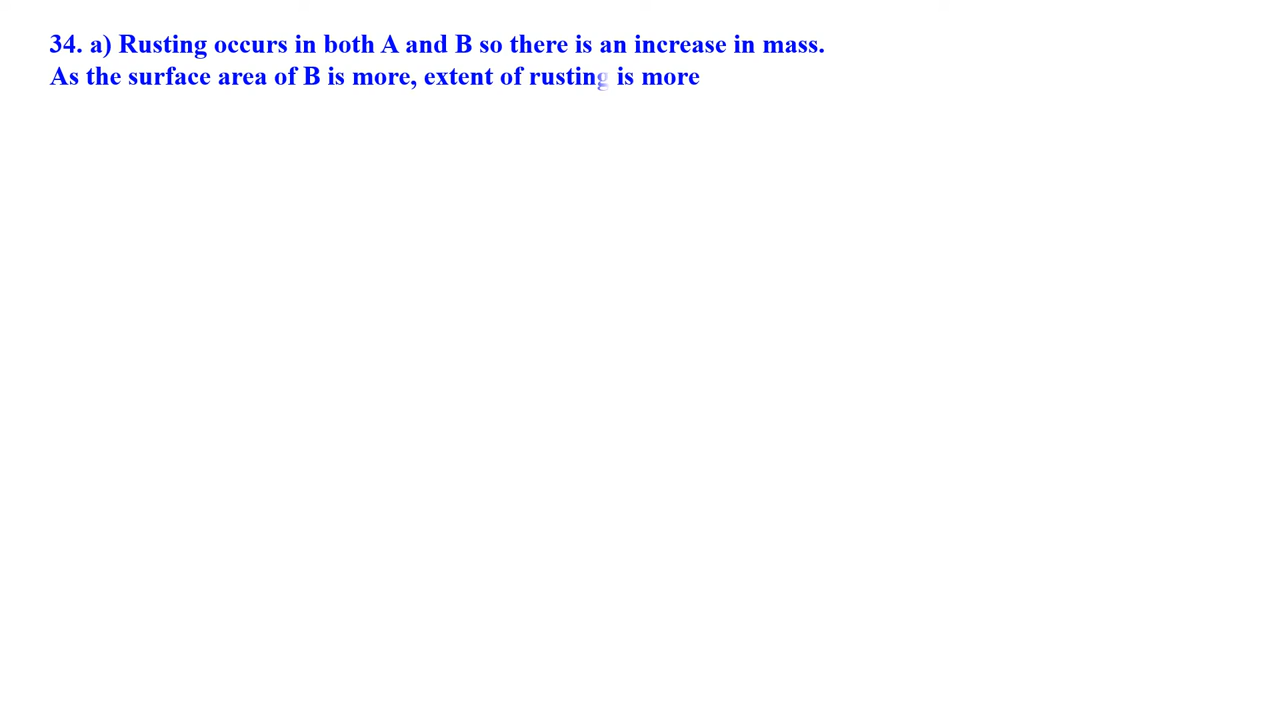 34. a) Rusting occurs in both A and B so there is an increase in mass.
As the surface area of B is more, extent of rusting is more